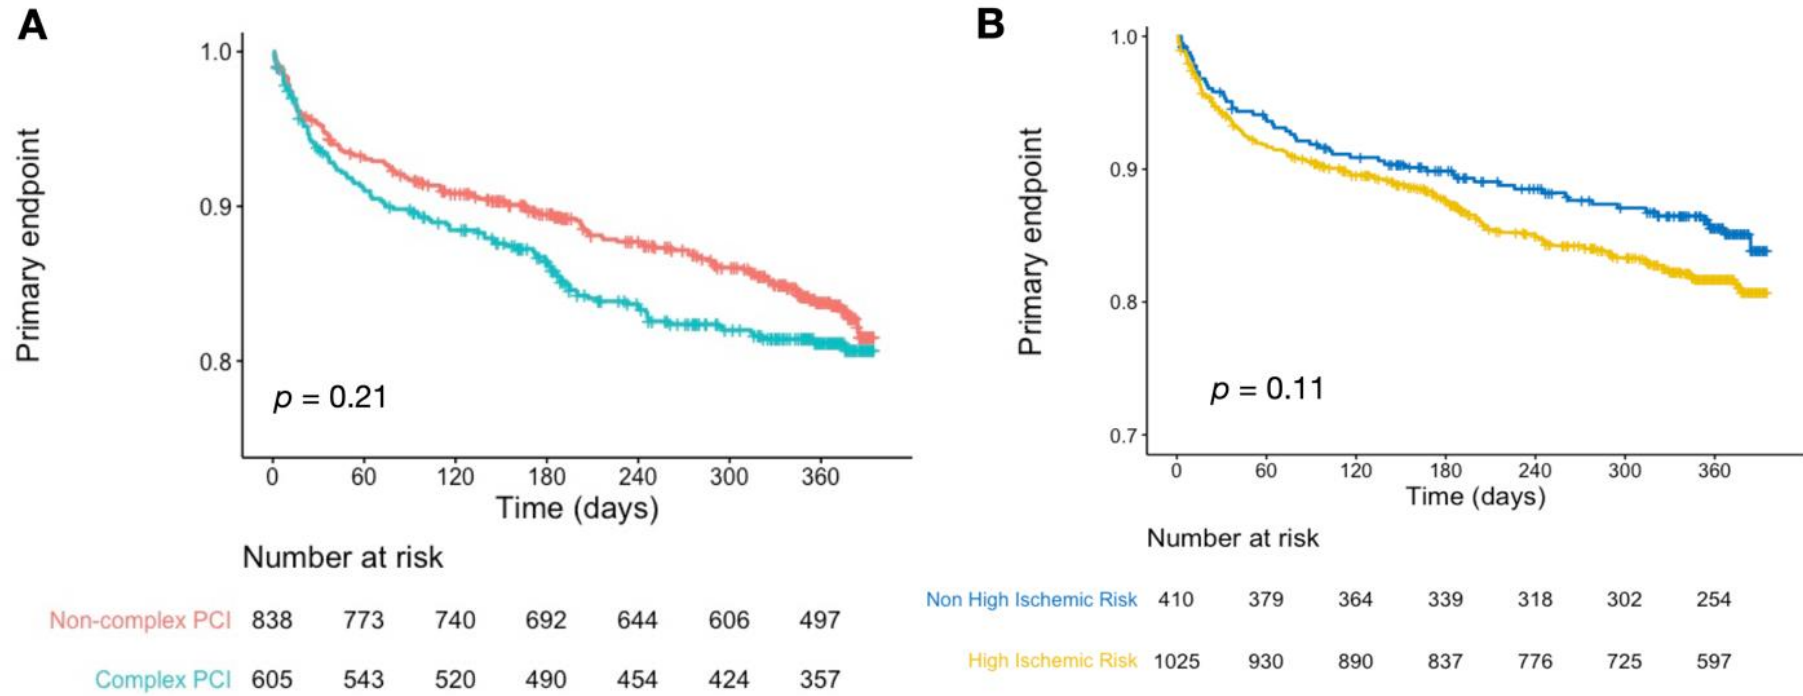 A
Primary endpoint
1.0
0.9
0.8
p = 0.21
0 60 120 180 240 300 360
Time (days)
Number at risk
Non-complex PCI 838 773 740 692 644 606 497
Complex PCI 605 543 520 490 454 424 357
B
Primary endpoint
1.0
0.9
0.8
0.7
p = 0.11
0 60 120 180 240 300 360
Time (days)
Number at risk
Non High Ischemic Risk 410 379 364 339 318 302 254
High Ischemic Risk 1025 930 890 837 776 725 597